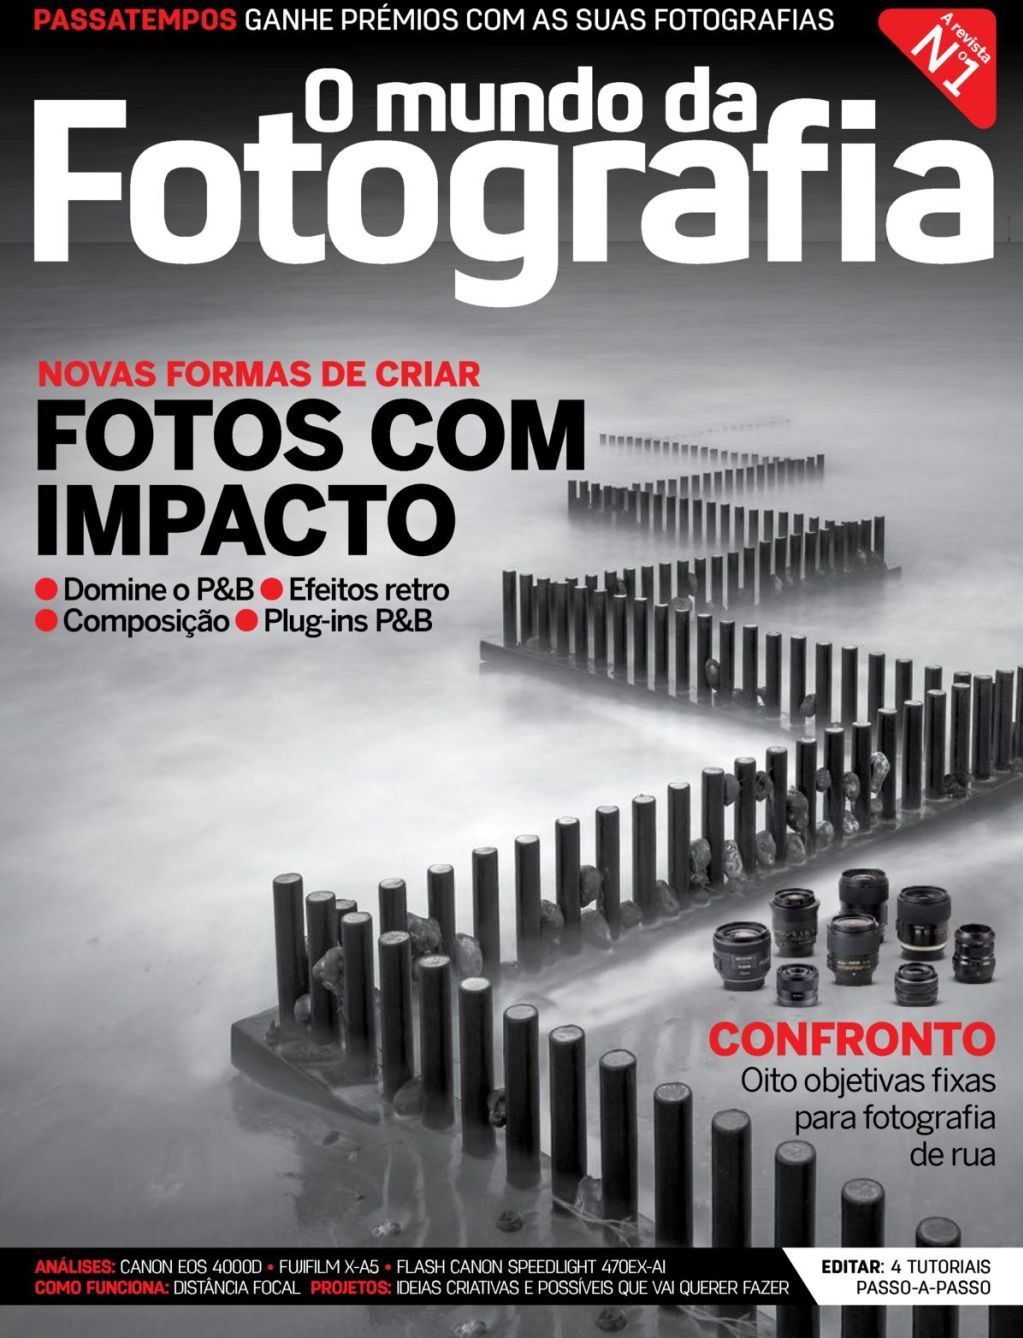 PASSATEMPOS GANHE PRÉMIOS COM AS SUAS FOTOGRAFIAS
A revista
Nº1
O mundo da
Fotografia
NOVAS FORMAS DE CRIAR
FOTOS COM
IMPACTO
● Domine o P&B ● Efeitos retro
● Composição ● Plug-ins P&B
CONFRONTO
Oito objetivas fixas
para fotografia
de rua
ANÁLISES: CANON EOS 4000D • FUJIFILM X-A5 • FLASH CANON SPEEDLIGHT 470EX-AI
COMO FUNCIONA: DISTÂNCIA FOCAL PROJETOS: IDEIAS CRIATIVAS E POSSÍVEIS QUE VAI QUERER FAZER
EDITAR: 4 TUTORIAIS
PASSO-A-PASSO